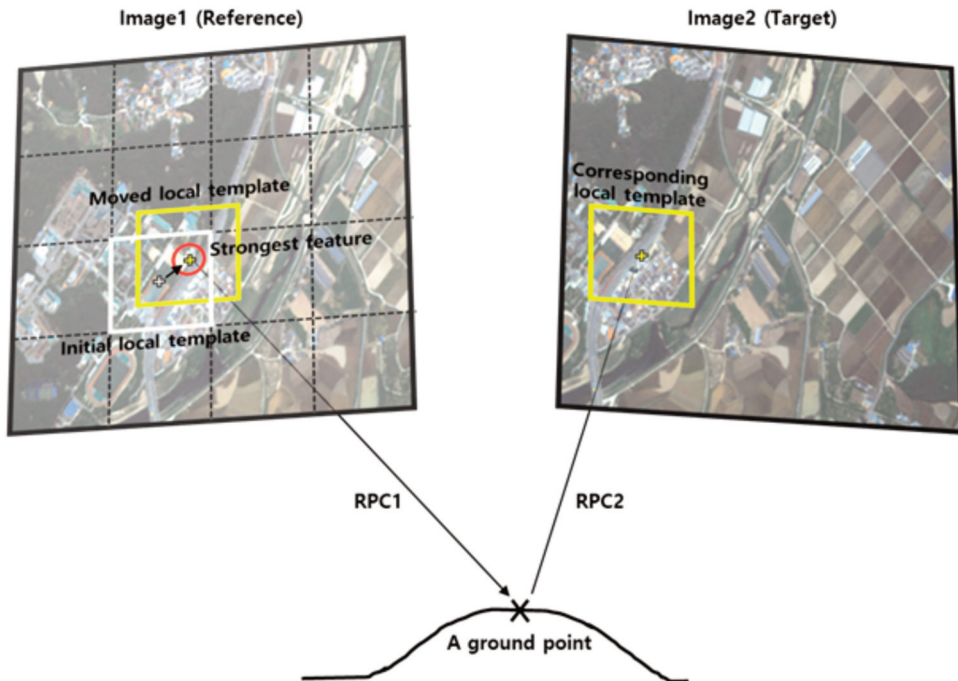 Image1 (Reference)
Image2 (Target)
Moved local template
Strongest feature
Initial local template
Corresponding
local template
RPC1
RPC2
A ground point